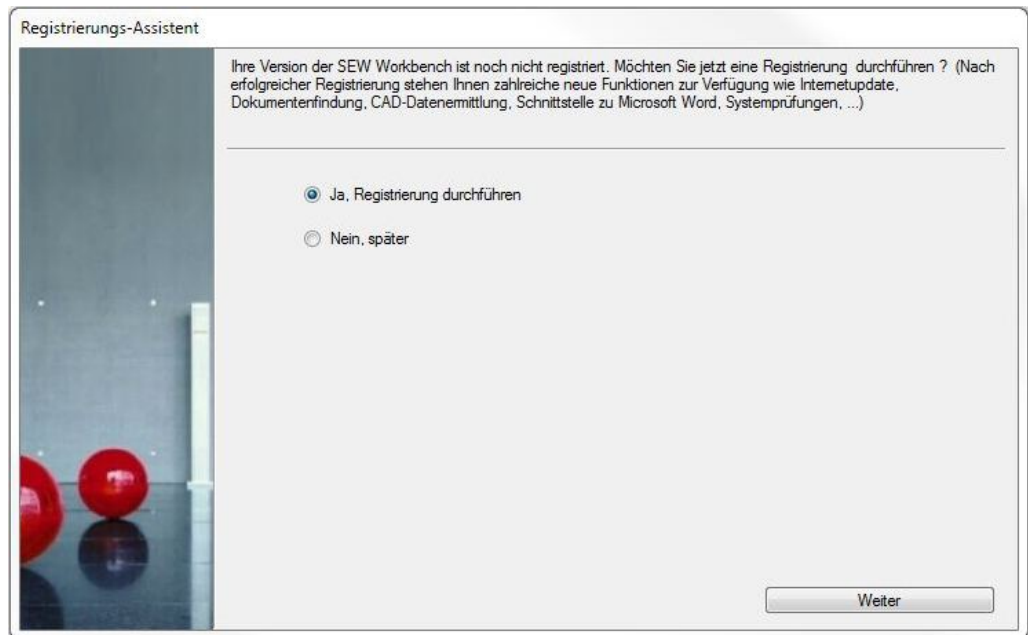 Registrierungs-Assistent
Ihre Version der SEW Workbench ist noch nicht registriert. Möchten Sie jetzt eine Registrierung durchführen ? (Nach
erfolgreicher Registrierung stehen Ihnen zahlreiche neue Funktionen zur Verfügung wie Internetupdate,
Dokumentenfindung, CAD-Datenermittlung, Schnittstelle zu Microsoft Word, Systemprüfungen, ...)
Ja, Registrierung durchführen
Nein, später
Weiter